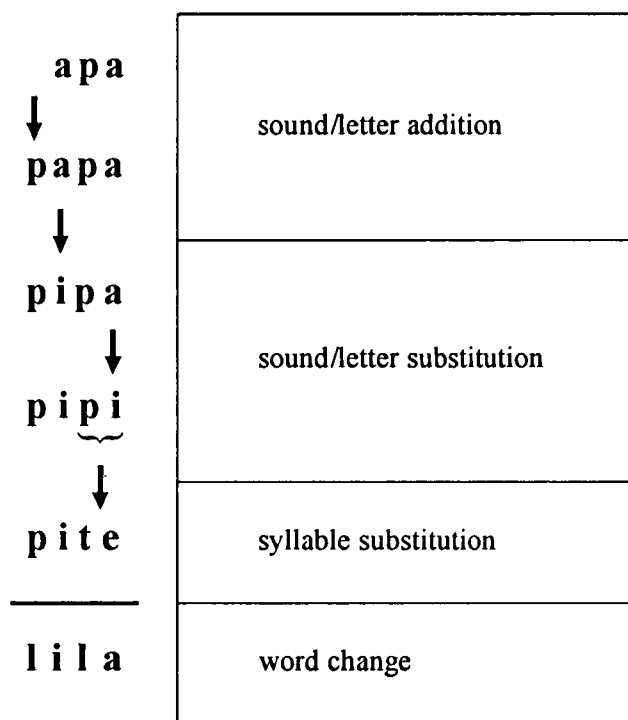 apa
sound/letter addition
papa
pipa
sound/letter substitution
pipi
pite
syllable substitution
lila
word change